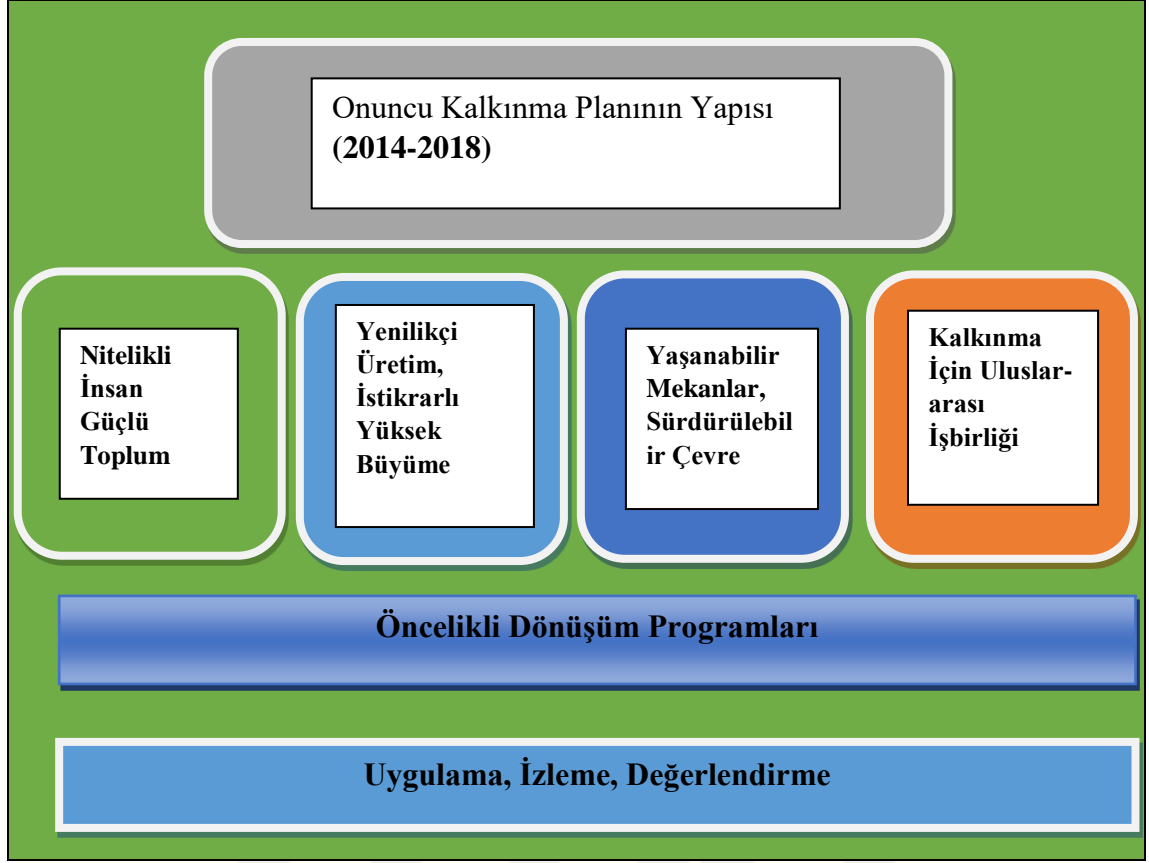 Onuncu Kalkınma Planının Yapısı
(2014-2018)
Nitelikli
İnsan
Güçlü
Toplum
Yenilikçi
Üretim,
İstikrarlı
Yüksek
Büyüme
Yaşanabilir
Mekanlar,
Sürdürülebil
ir Çevre
Kalkınma
İçin Uluslar-
arası
İşbirliği
Öncelikli Dönüşüm Programları
Uygulama, İzleme, Değerlendirme